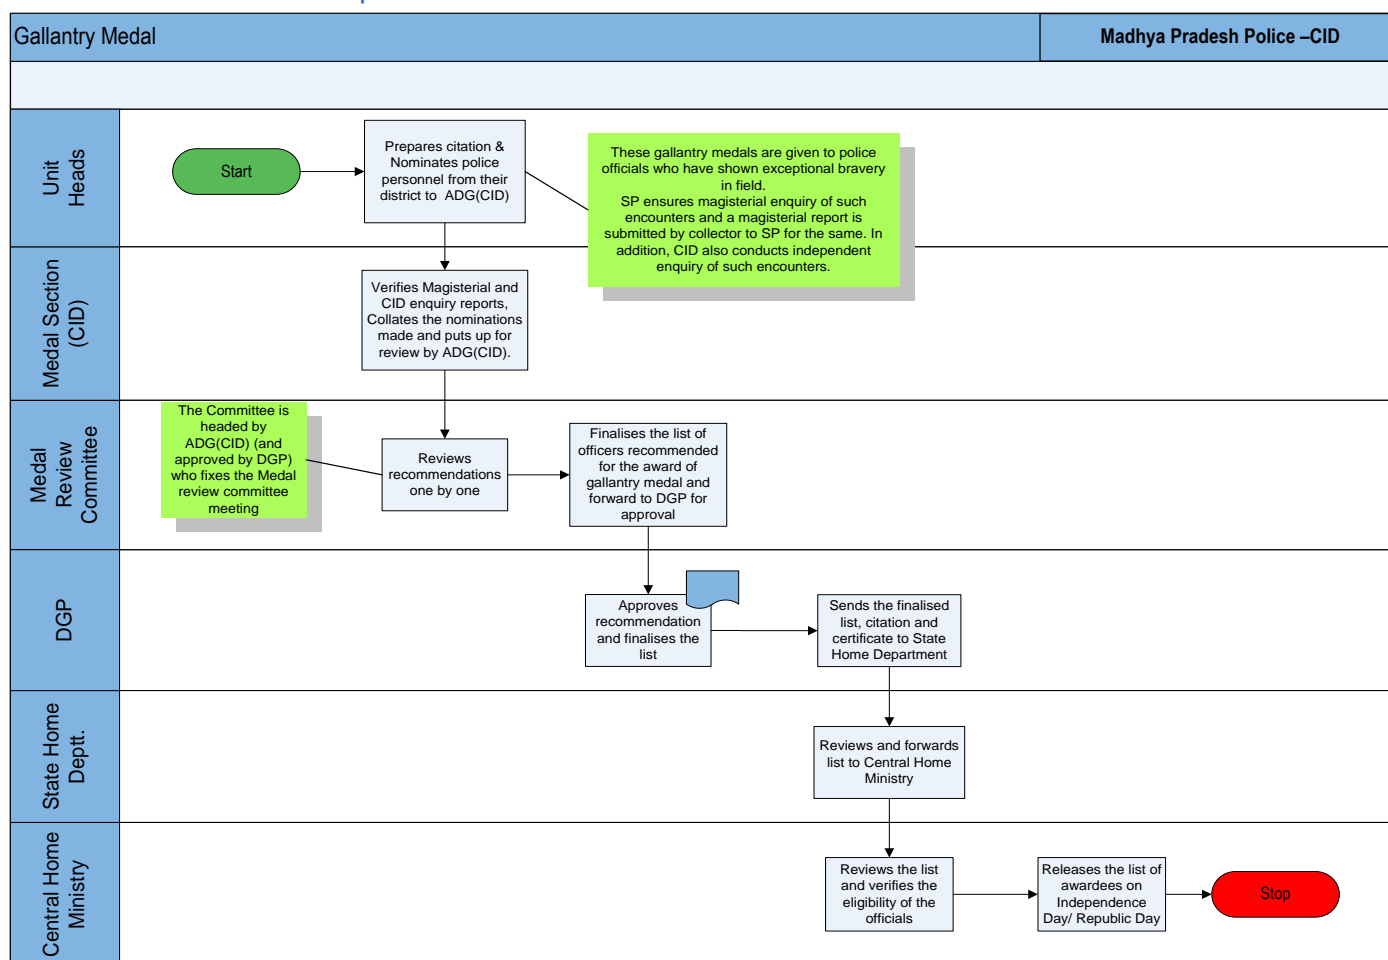 Gallantry Medal
Madhya Pradesh Police –CID
Unit
Heads
Start
Prepares citation &
Nominates police
personnel from their
district to ADG(CID)
These gallantry medals are given to police
officials who have shown exceptional bravery
in field.
SP ensures magisterial enquiry of such
encounters and a magisterial report is
submitted by collector to SP for the same. In
addition, CID also conducts independent
enquiry of such encounters.
Medal Section
(CID)
Verifies Magisterial and
CID enquiry reports,
Collates the nominations
made and puts up for
review by ADG(CID).
Medal
Review
Committee
The Committee is
headed by
ADG(CID) (and
approved by DGP)
who fixes the Medal
review committee
meeting
Reviews
recommendations
one by one
Finalises the list of
officers recommended
for the award of
gallantry medal and
forward to DGP for
approval
DGP
Approves
recommendation
and finalises the
list
Sends the finalised
list, citation and
certificate to State
Home Department
State Home
Deptt.
Reviews and forwards
list to Central Home
Ministry
Central Home
Ministry
Reviews the list
and verifies the
eligibility of the
officials
Releases the list of
awardees on
Independence
Day/ Republic Day
Stop